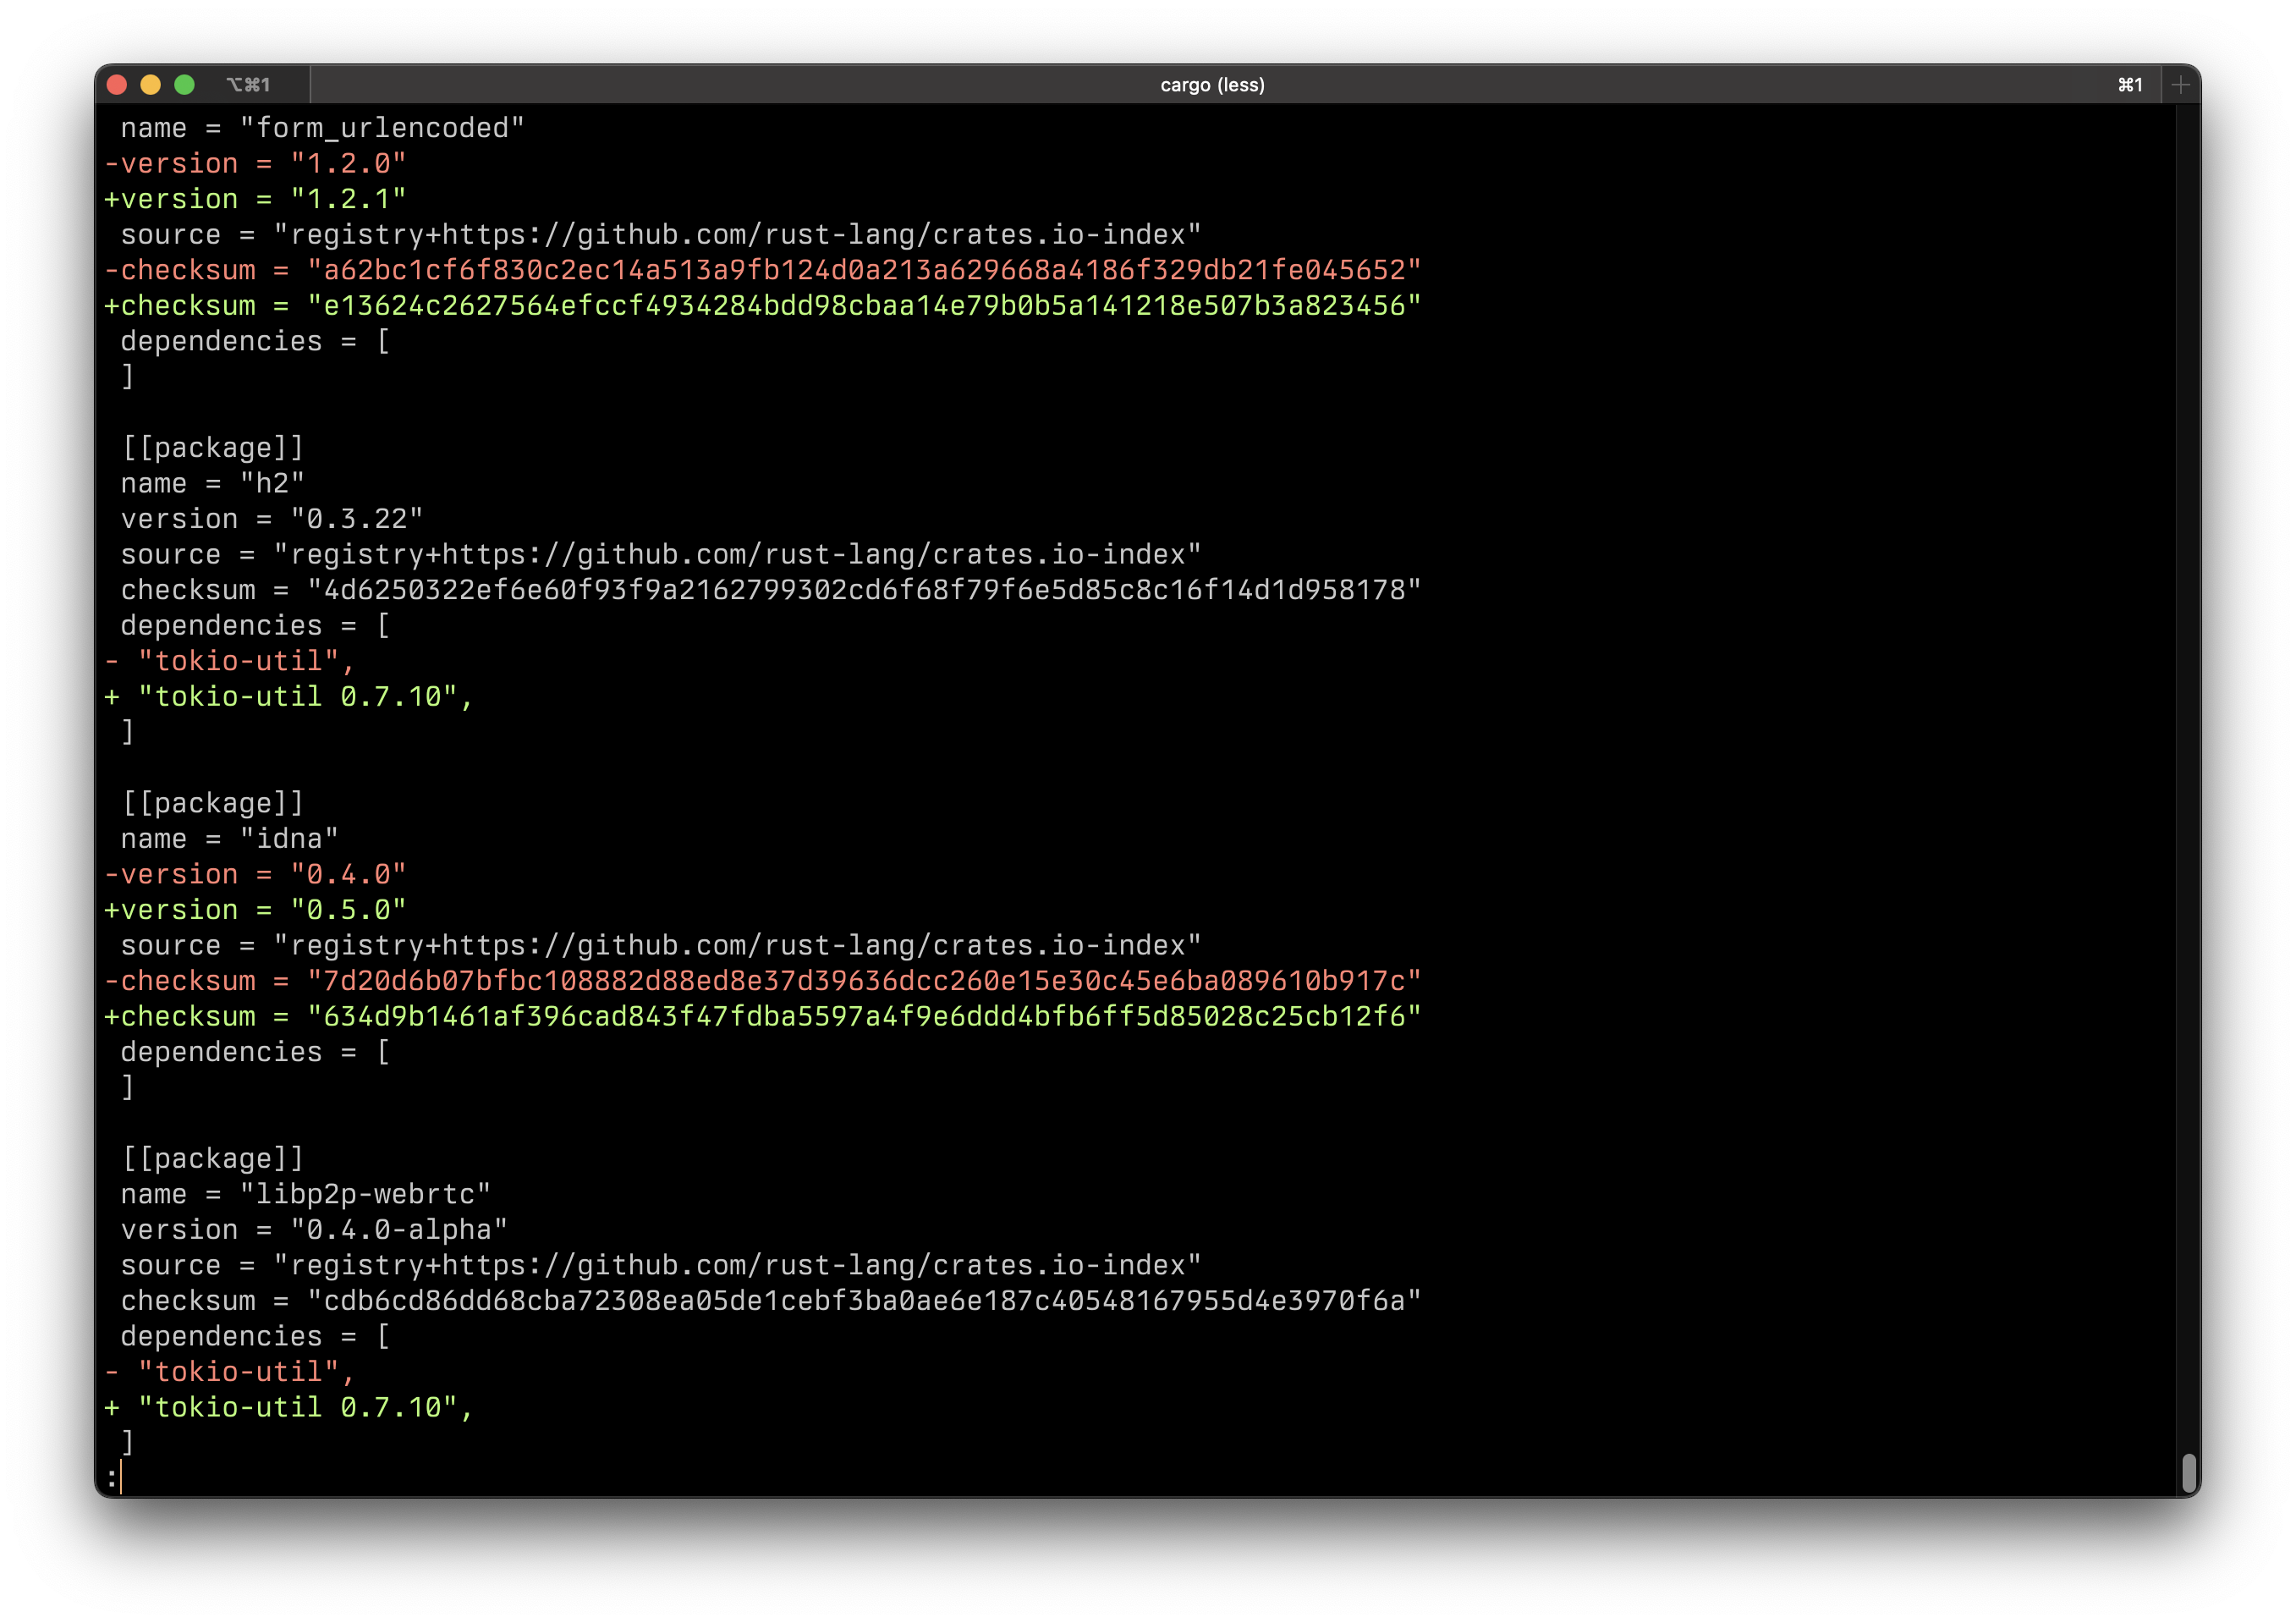 ⌥⌘1 cargo (less) ⌘1
name = "form_urlencoded"
-version = "1.2.0"
+version = "1.2.1"
source = "registry+https://github.com/rust-lang/crates.io-index"
-checksum = "a62bc1cf6f830c2ec14a513a9fb124d0a213a629668a4186f329db21fe045652"
+checksum = "e13624c2627564efccf4934284bdd98cbaa14e79b0b5a141218e507b3a823456"
dependencies = [
]
[[package]]
name = "h2"
version = "0.3.22"
source = "registry+https://github.com/rust-lang/crates.io-index"
checksum = "4d6250322ef6e60f93f9a2162799302cd6f68f79f6e5d85c8c16f14d1d958178"
dependencies = [
- "tokio-util",
+ "tokio-util 0.7.10",
]
[[package]]
name = "idna"
-version = "0.4.0"
+version = "0.5.0"
source = "registry+https://github.com/rust-lang/crates.io-index"
-checksum = "7d20d6b07bfbc108882d88ed8e37d39636dcc260e15e30c45e6ba089610b917c"
+checksum = "634d9b1461af396cad843f47fdba5597a4f9e6ddd4bfb6ff5d85028c25cb12f6"
dependencies = [
]
[[package]]
name = "libp2p-webrtc"
version = "0.4.0-alpha"
source = "registry+https://github.com/rust-lang/crates.io-index"
checksum = "cdb6cd86dd68cba72308ea05de1cebf3ba0ae6e187c40548167955d4e3970f6a"
dependencies = [
- "tokio-util",
+ "tokio-util 0.7.10",
]
: